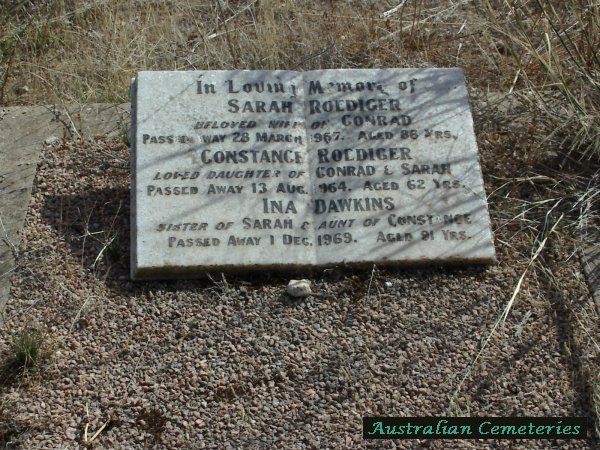 In Loving Memory of
SARAH ROEDIGER
BELOVED WIFE OF CONRAD
PASSED AWAY 28 MARCH 1967. AGED 86 YRS.
CONSTANCE ROEDIGER
LOVED DAUGHTER OF CONRAD & SARAH
PASSED AWAY 13 AUG. 1964. AGED 62 YRS.
INA DAWKINS
SISTER OF SARAH & AUNT OF CONSTANCE
PASSED AWAY 1 DEC. 1969. AGED 91 YRS.
Australian Cemeteries